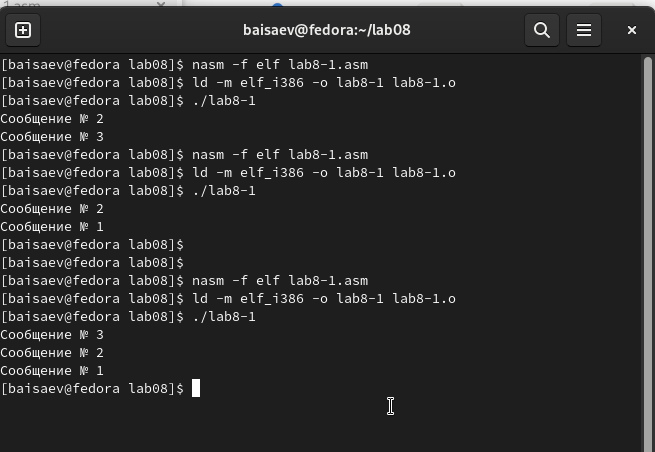 baisaev@fedora:~/lab08
[baisaev@fedora lab08]$ nasm -f elf lab8-1.asm
[baisaev@fedora lab08]$ ld -m elf_i386 -o lab8-1 lab8-1.o
[baisaev@fedora lab08]$ ./lab8-1
Сообщение № 2
Сообщение № 3
[baisaev@fedora lab08]$ nasm -f elf lab8-1.asm
[baisaev@fedora lab08]$ ld -m elf_i386 -o lab8-1 lab8-1.o
[baisaev@fedora lab08]$ ./lab8-1
Сообщение № 2
Сообщение № 1
[baisaev@fedora lab08]$
[baisaev@fedora lab08]$
[baisaev@fedora lab08]$ nasm -f elf lab8-1.asm
[baisaev@fedora lab08]$ ld -m elf_i386 -o lab8-1 lab8-1.o
[baisaev@fedora lab08]$ ./lab8-1
Сообщение № 3
Сообщение № 2
Сообщение № 1
[baisaev@fedora lab08]$